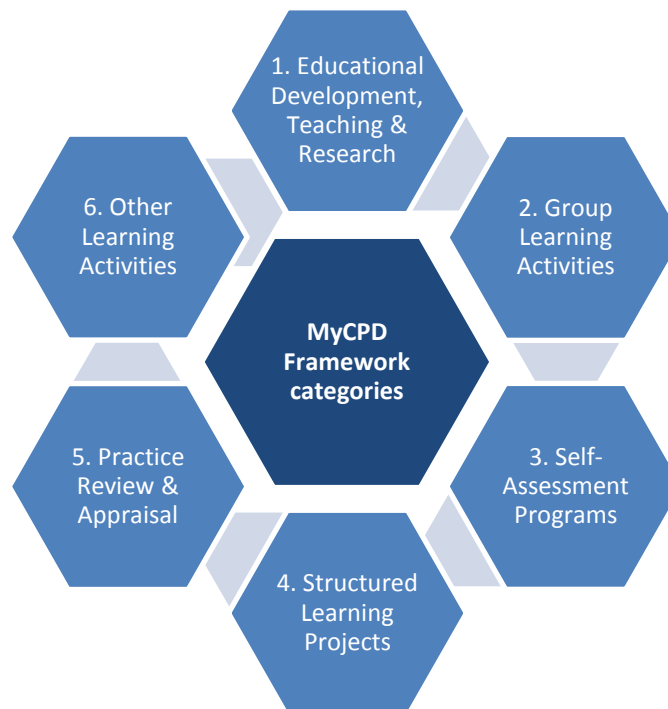 1. Educational
Development,
Teaching &
Research
2. Group
Learning
Activities
3. Self-
Assessment
Programs
4. Structured
Learning
Projects
5. Practice
Review &
Appraisal
6. Other
Learning
Activities
MyCPD
Framework
categories